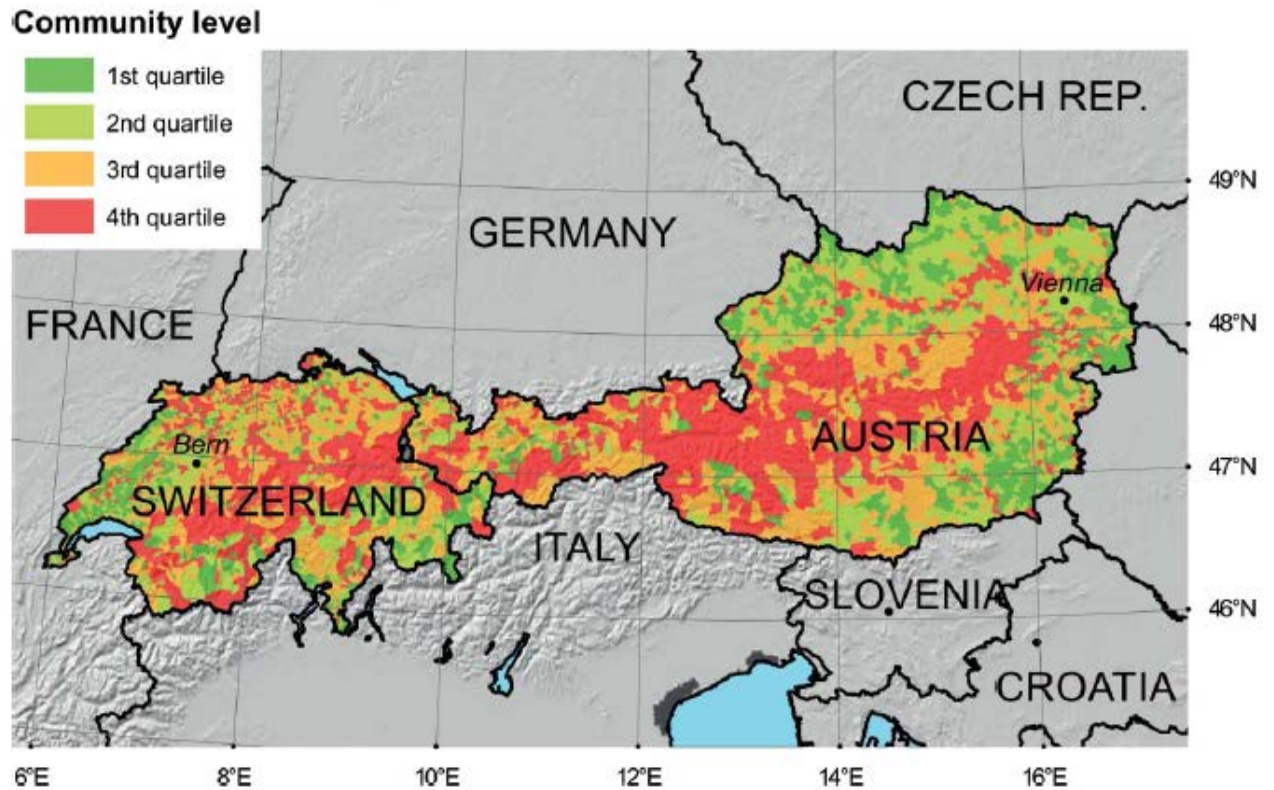 Community level
1st quartile
2nd quartile
3rd quartile
4th quartile
CZECH REP.
49°N
GERMANY
Vienna
FRANCE
48°N
AUSTRIA
Bern
47°N
SWITZERLAND
ITALY
SLOVENIA
46°N
CROATIA
6°E
8°E
10°E
12°E
14°E
16°E